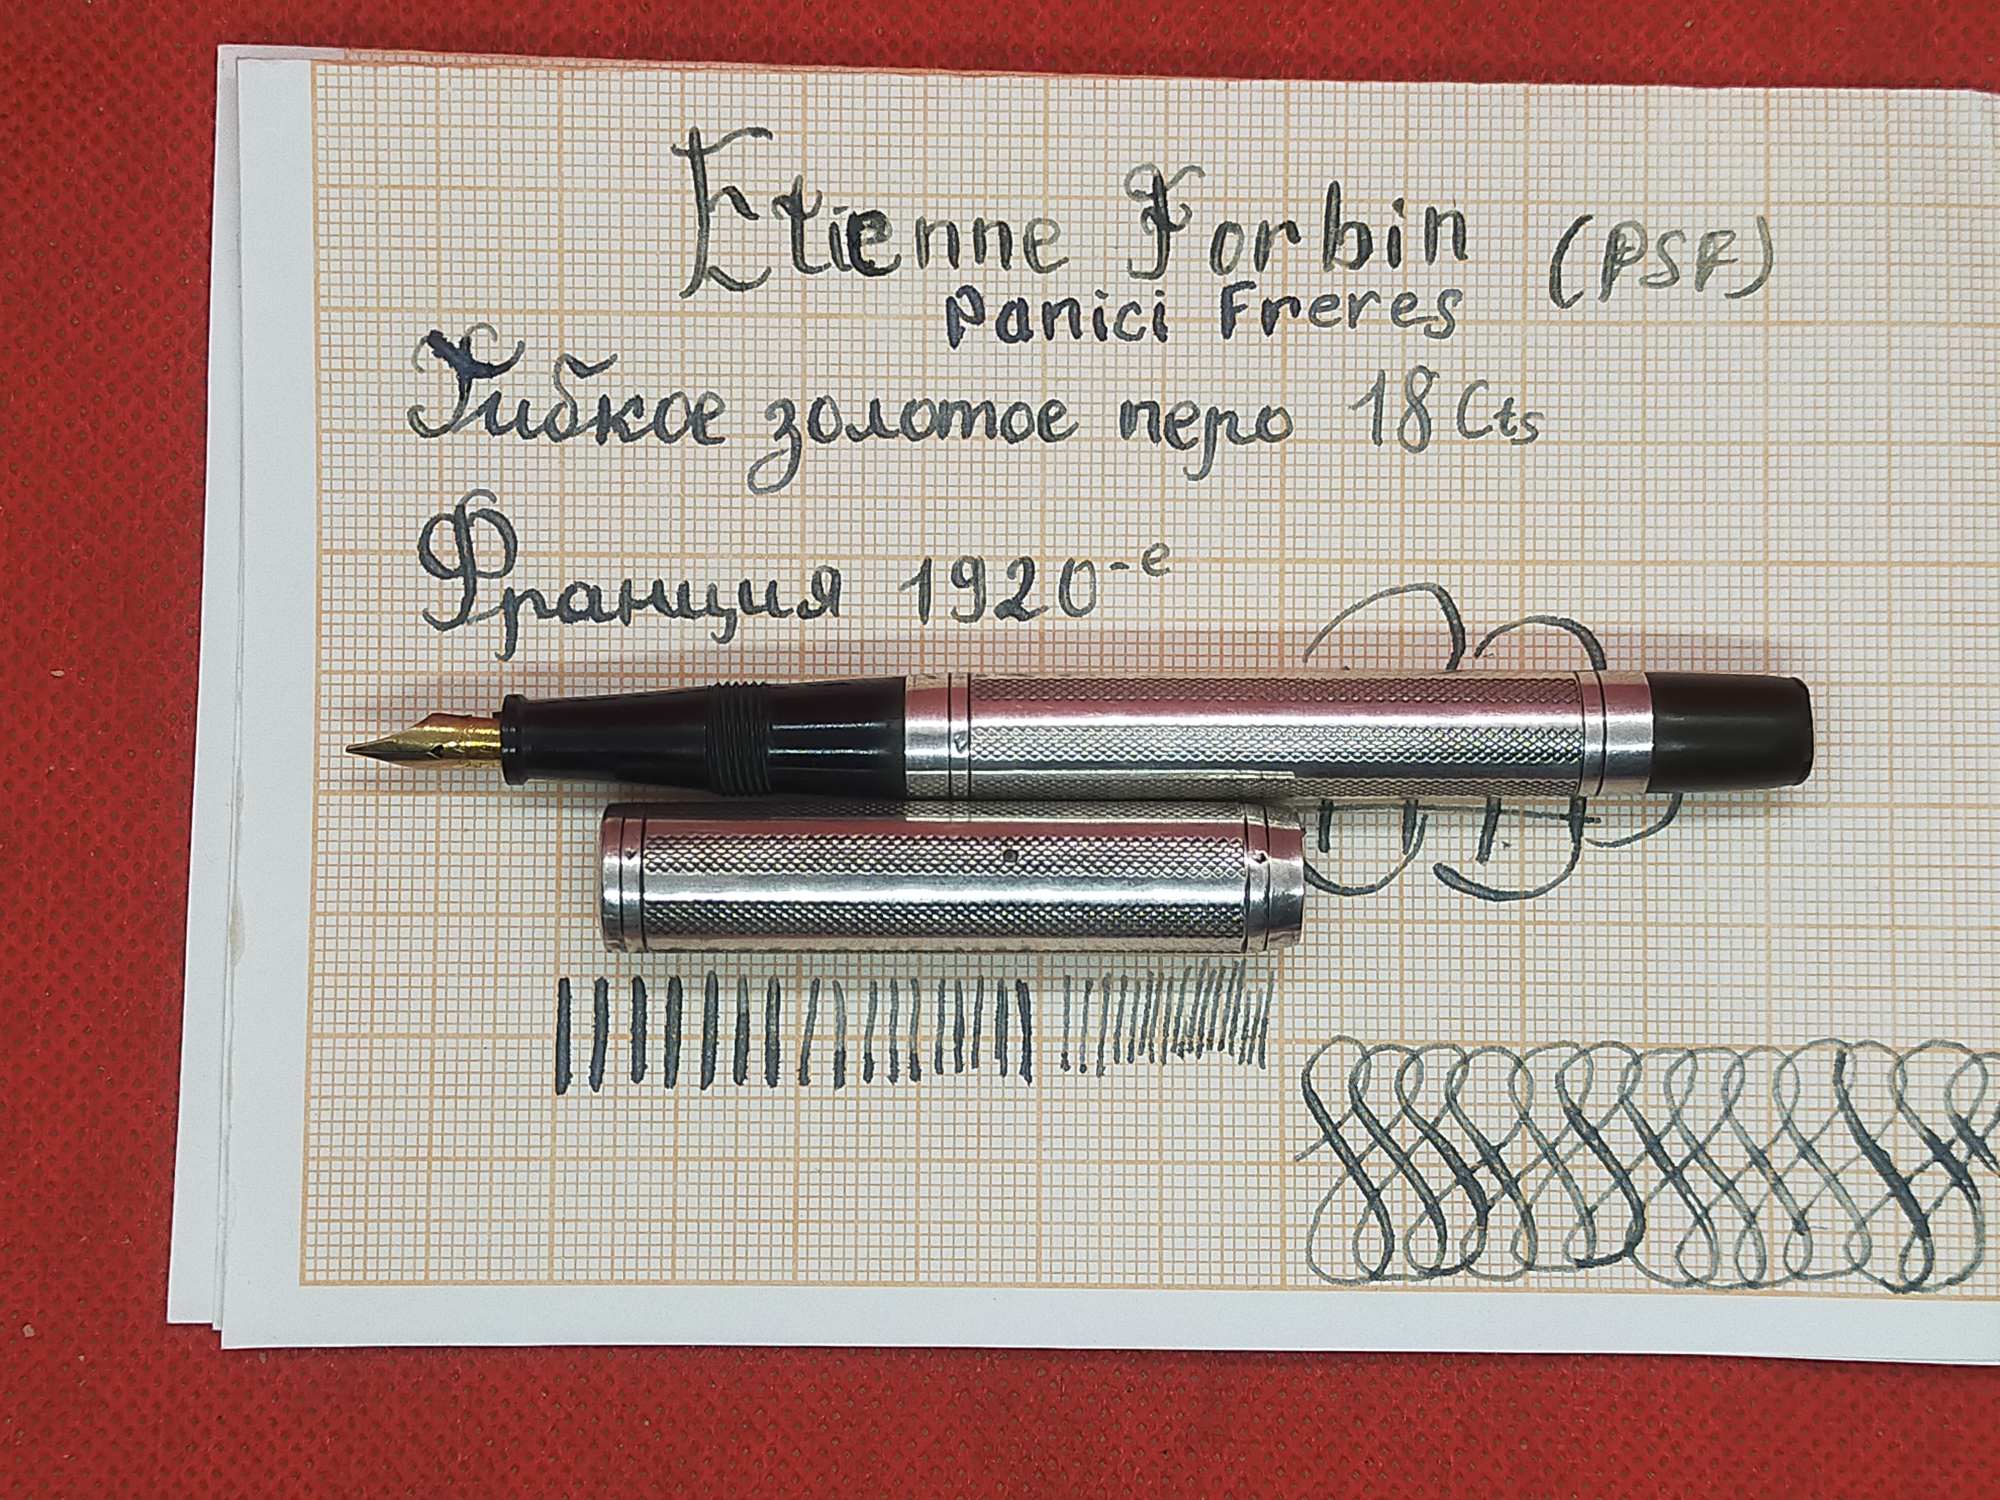 Etienne Forbin (PSF)
Panici Freres
Гибкое золотое перо 18 Cts
Франция 1920-е